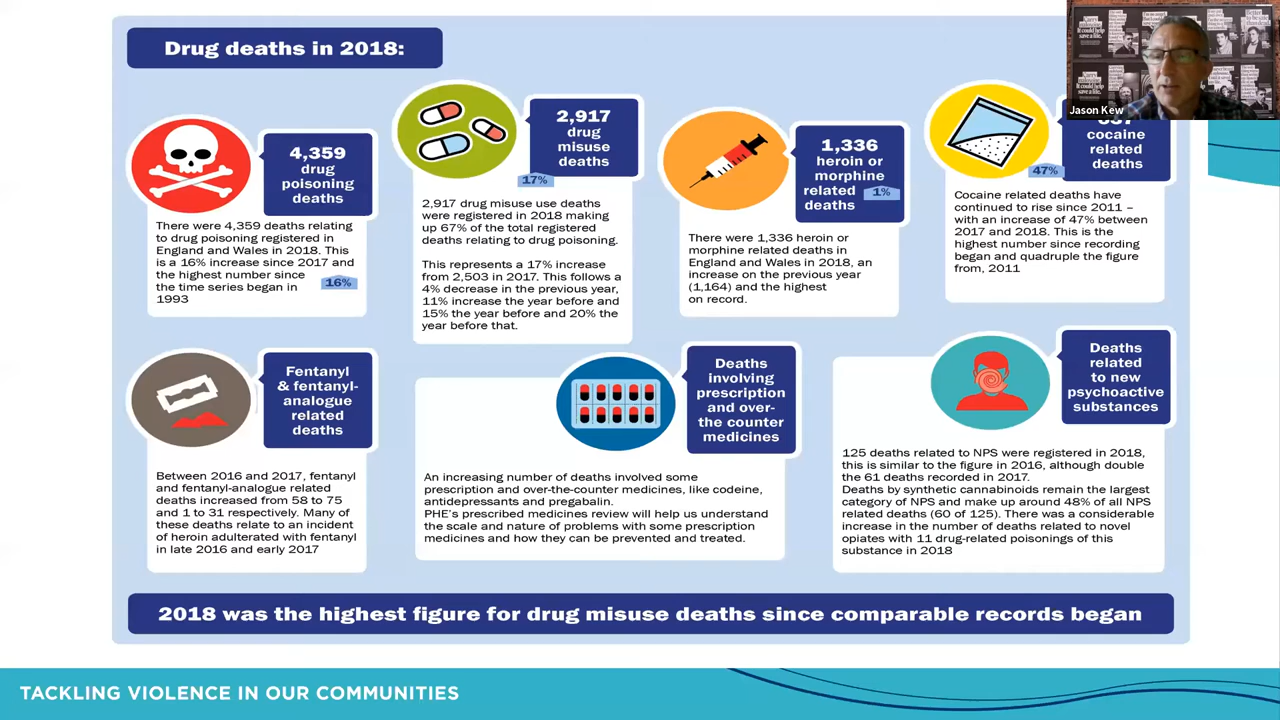 Drug deaths in 2018:
4,359
drug
poisoning
deaths
There were 4,359 deaths relating
to drug poisoning registered in
England and Wales in 2018. This
is a 16% increase since 2017 and
the highest number since
the time series began in
1993
16%
2,917
drug
misuse
deaths
17%
2,917 drug misuse use deaths
were registered in 2018 making
up 67% of the total registered
deaths relating to drug poisoning.
This represents a 17% increase
from 2,503 in 2017. This follows a
4% decrease in the previous year,
11% increase the year before and
15% the year before and 20% the
year before that.
1,336
heroin or
morphine
related
deaths
1%
There were 1,336 heroin or
morphine related deaths in
England and Wales in 2018, an
increase on the previous year
(1,164) and the highest
on record.
cocaine
related
deaths
47%
Cocaine related deaths have
continued to rise since 2011 –
with an increase of 47% between
2017 and 2018. This is the
highest number since recording
began and quadruple the figure
from, 2011
Jason Kew
Fentanyl
& fentanyl-
analogue
related
deaths
Between 2016 and 2017, fentanyl
and fentanyl-analogue related
deaths increased from 58 to 75
and 1 to 31 respectively. Many of
these deaths relate to an incident
of heroin adulterated with fentanyl
in late 2016 and early 2017
Deaths
involving
prescription
and over-
the counter
medicines
An increasing number of deaths involved some
prescription and over-the-counter medicines, like codeine,
antidepressants and pregabalin.
PHE's prescribed medicines review will help us understand
the scale and nature of problems with some prescription
medicines and how they can be prevented and treated.
Deaths
related
to new
psychoactive
substances
125 deaths related to NPS were registered in 2018,
this is similar to the figure in 2016, although double
the 61 deaths recorded in 2017.
Deaths by synthetic cannabinoids remain the largest
category of NPS and make up around 48% of all NPS
related deaths (60 of 125). There was a considerable
increase in the number of deaths related to novel
opiates with 11 drug-related poisonings of this
substance in 2018
2018 was the highest figure for drug misuse deaths since comparable records began
TACKLING VIOLENCE IN OUR COMMUNITIES